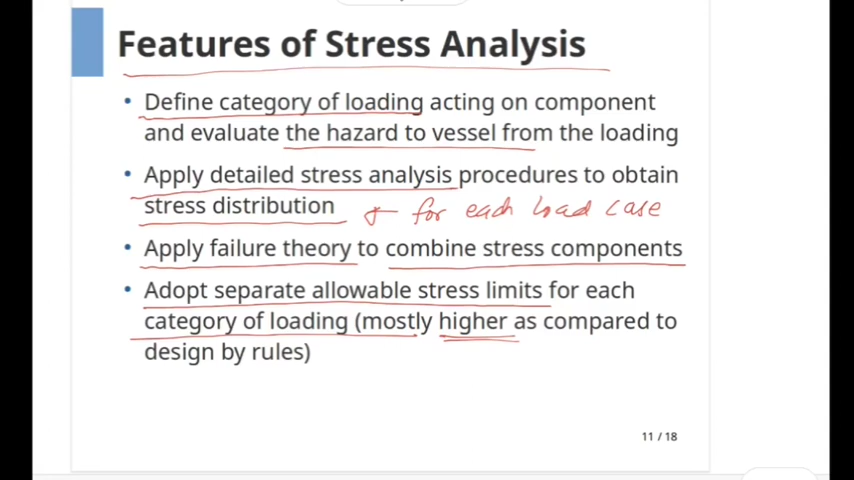 Features of Stress Analysis
• Define category of loading acting on component
and evaluate the hazard to vessel from the loading
• Apply detailed stress analysis procedures to obtain
stress distribution ← for each load case
• Apply failure theory to combine stress components
• Adopt separate allowable stress limits for each
category of loading (mostly higher as compared to
design by rules)
11 / 18